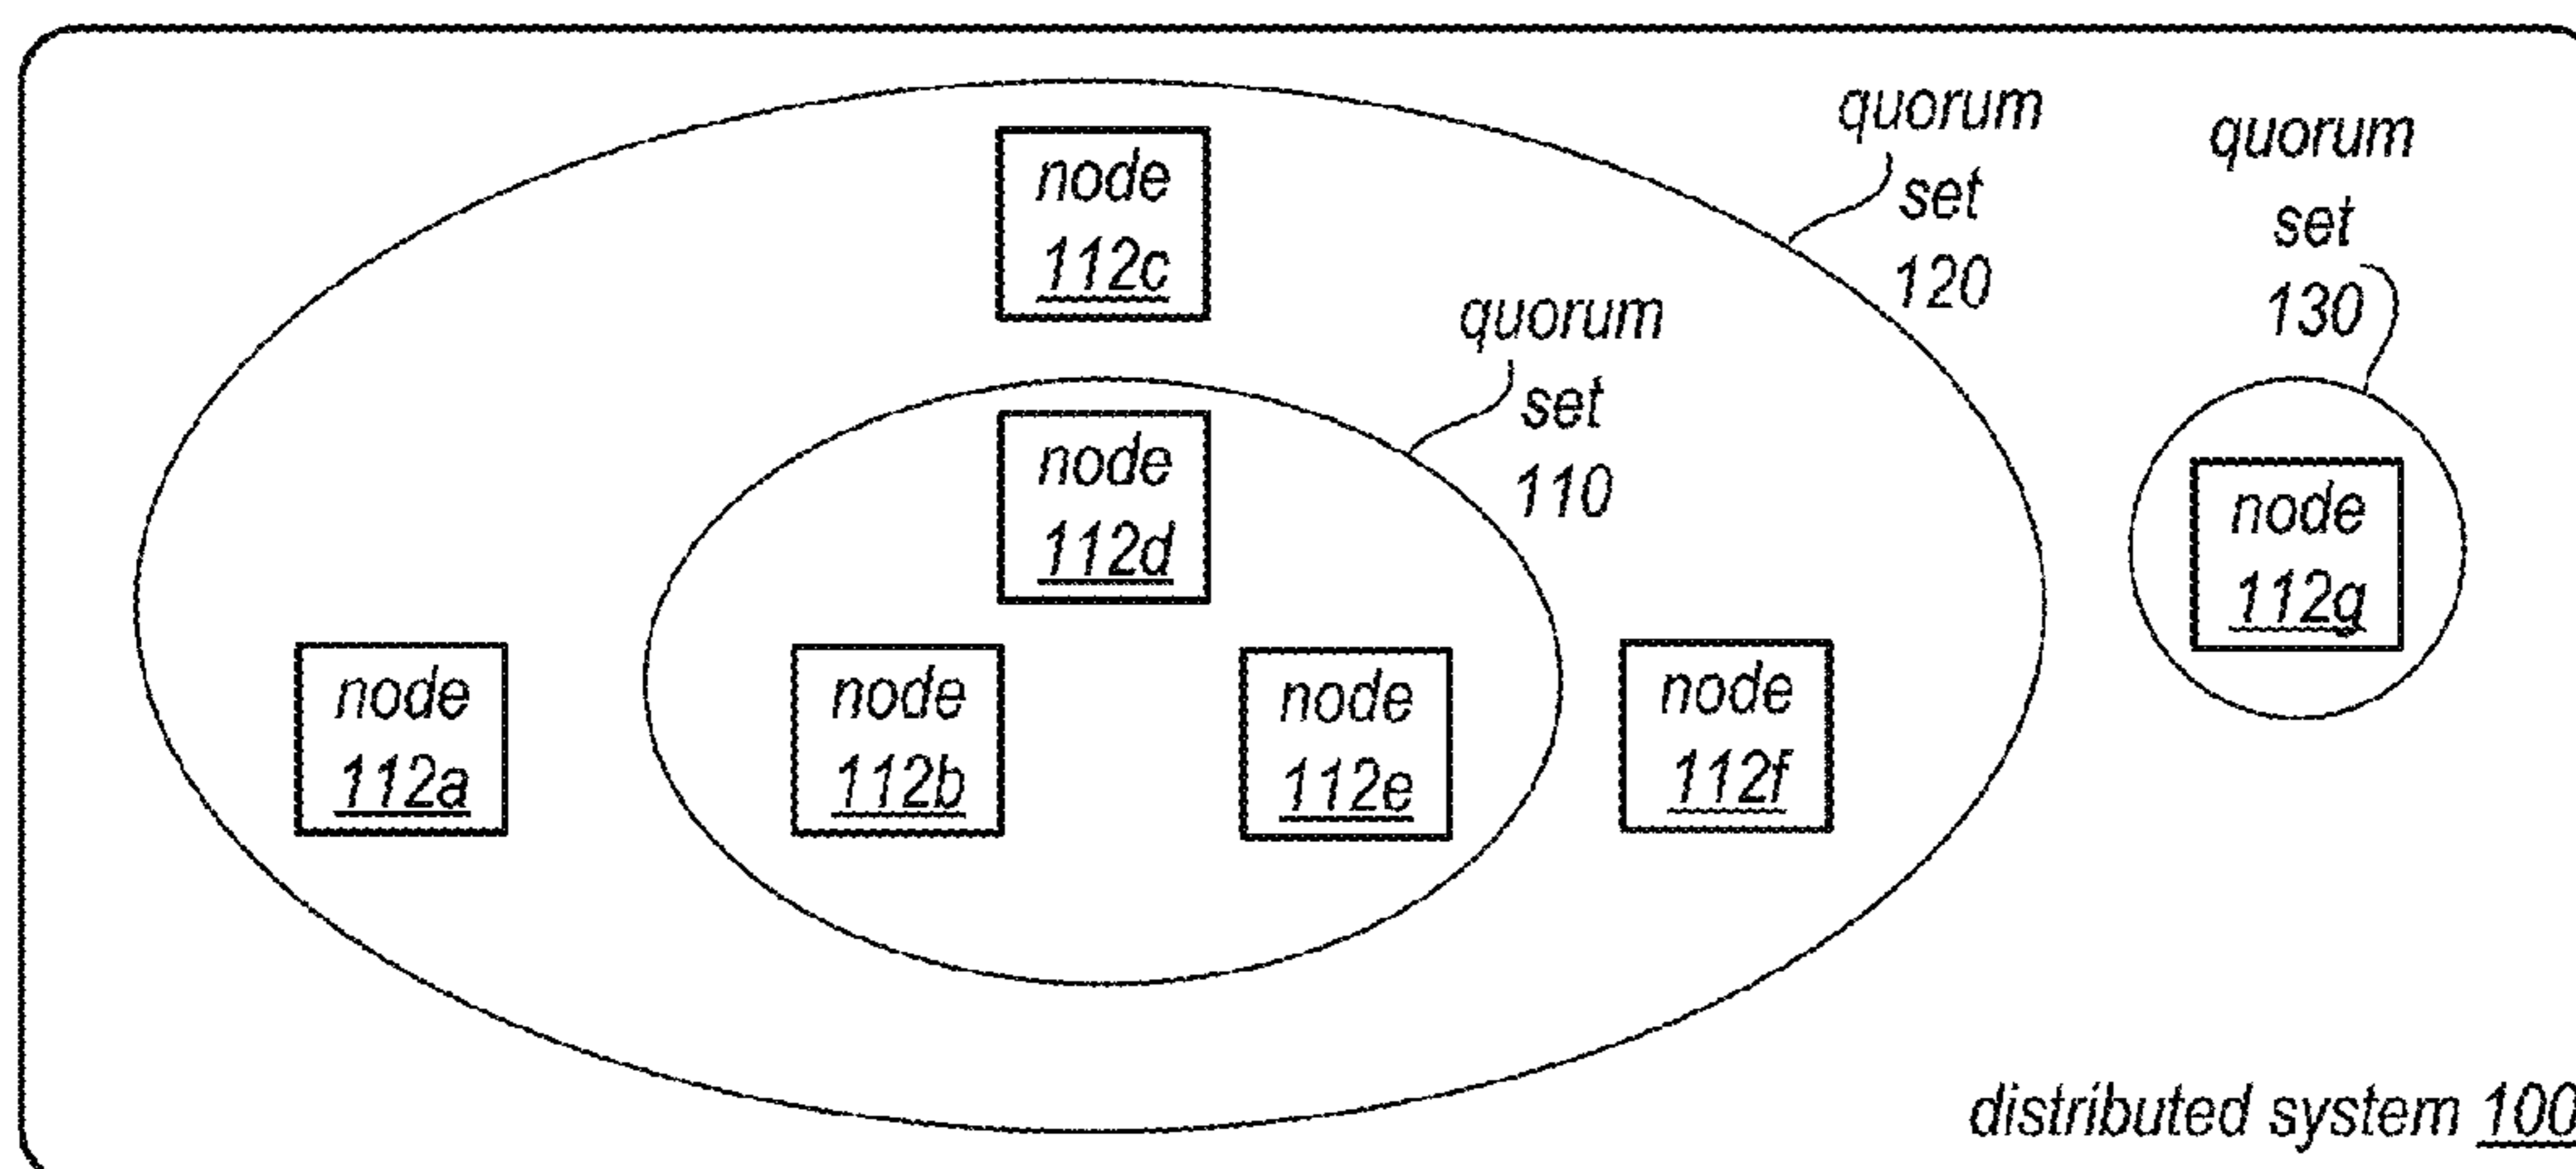 quorum
set
120
quorum
set
130
node
112c
quorum
set
110
node
112d
node
112g
node
112a
node
112b
node
112e
node
112f
distributed system 100